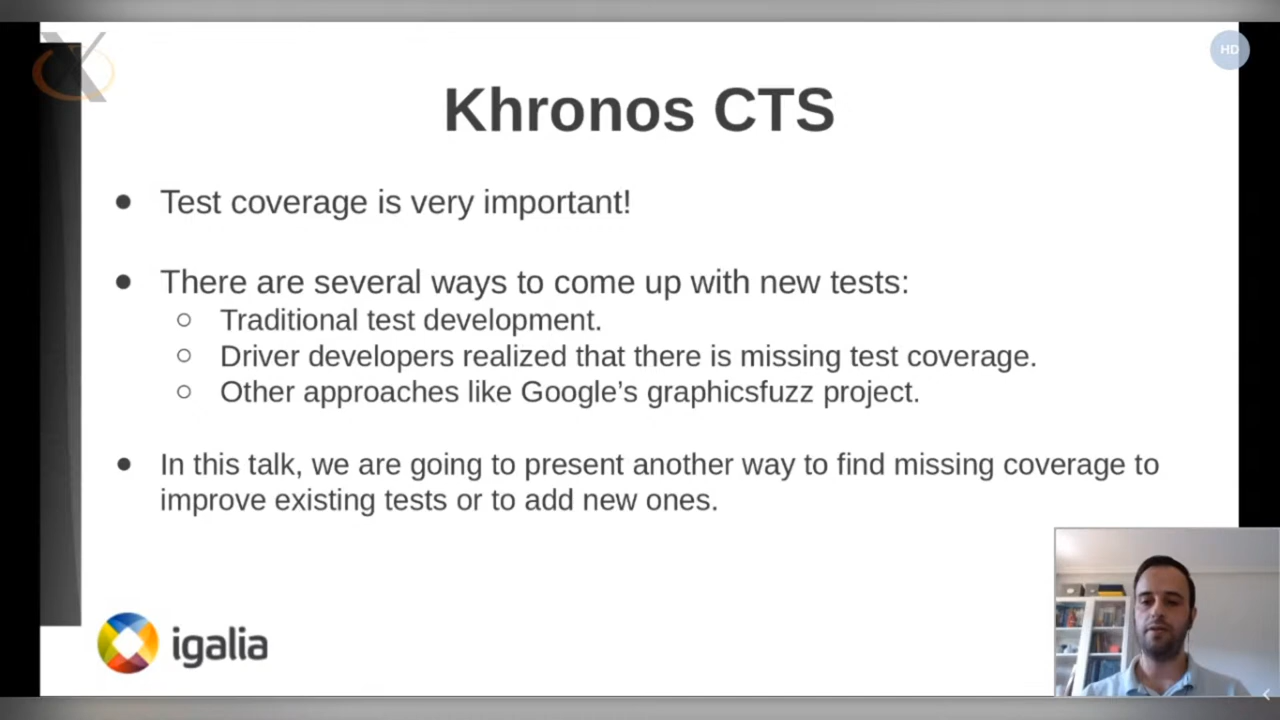 HD
Khronos CTS
● Test coverage is very important!
● There are several ways to come up with new tests:
○ Traditional test development.
○ Driver developers realized that there is missing test coverage.
○ Other approaches like Google’s graphicsfuzz project.
● In this talk, we are going to present another way to find missing coverage to
improve existing tests or to add new ones.
igalia